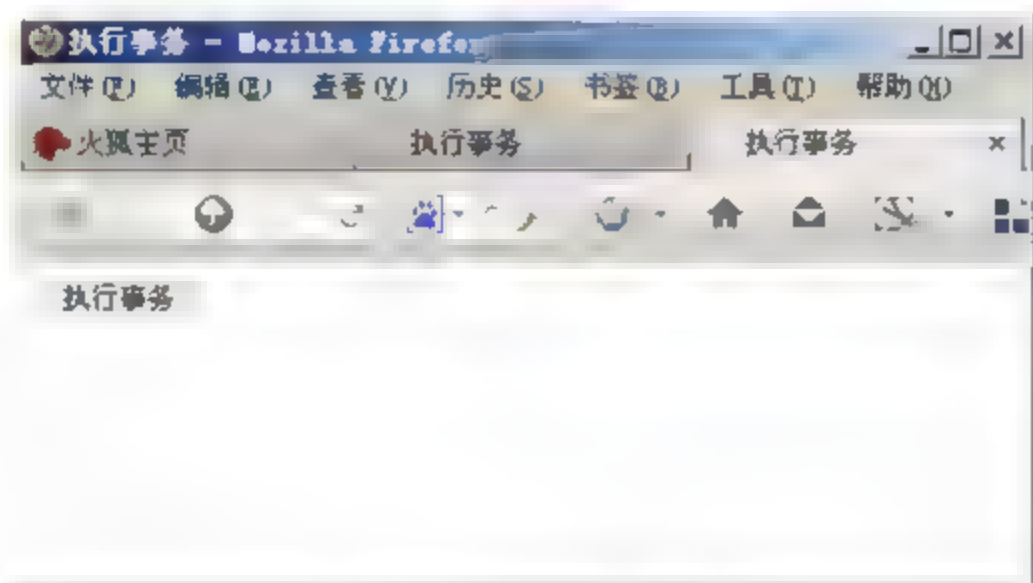 执行事务 - Mozilla Firefox
文件(F) 编辑(E) 查看(V) 历史(S) 书签(B) 工具(T) 帮助(H)
火狐主页 执行事务 执行事务
执行事务